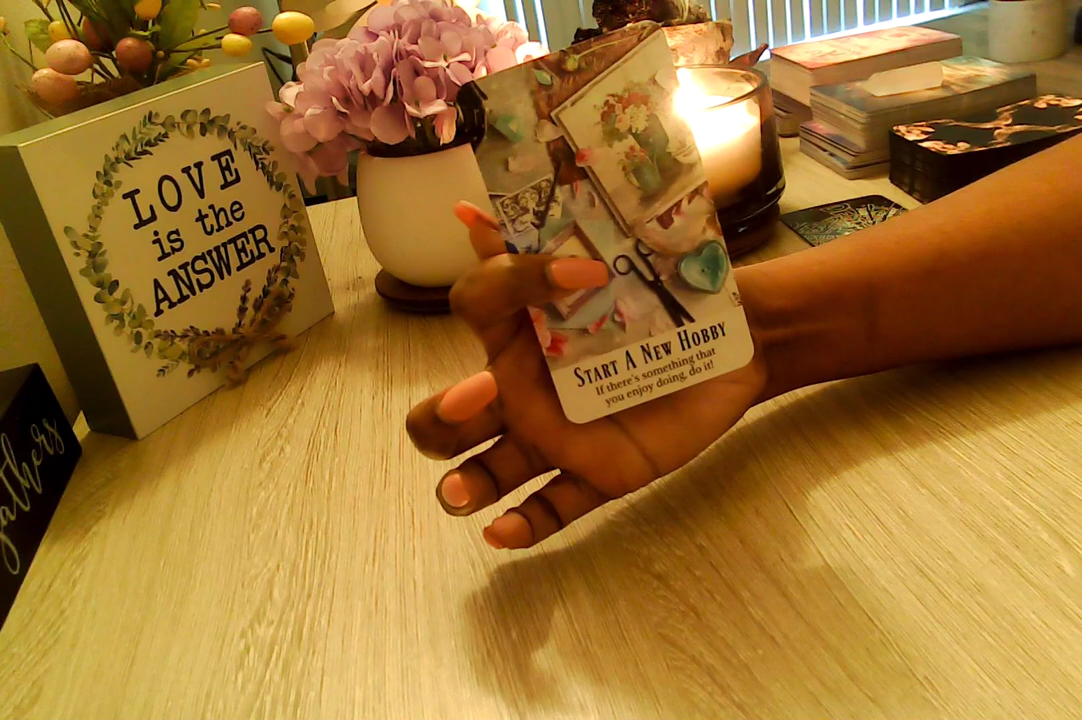 LOVE
is the
ANSWER
START A NEW HOBBY
If there's something that
you enjoy doing, do it!